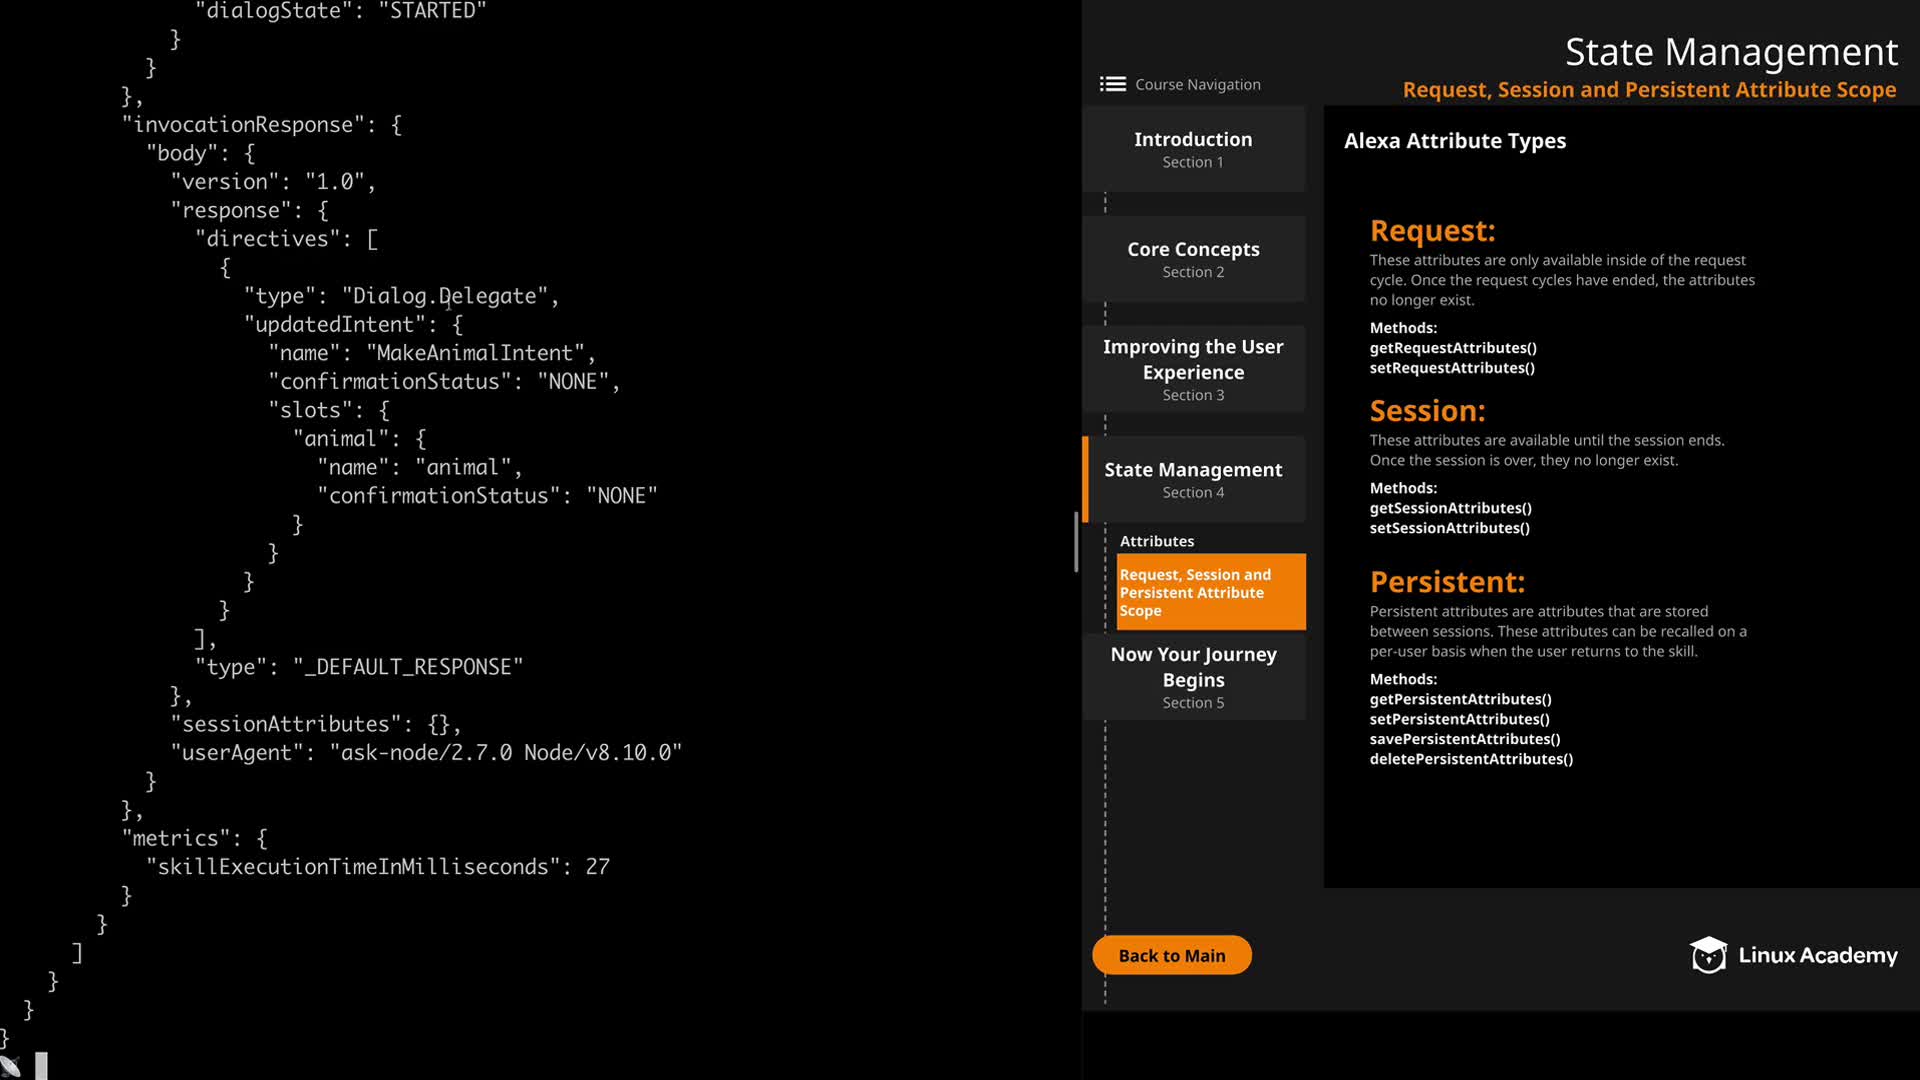 "dialogState": "STARTED"
}
}
},
"invocationResponse": {
"body": {
"version": "1.0",
"response": {
"directives": [
{
"type": "Dialog.Delegate",
"updatedIntent": {
"name": "MakeAnimalIntent",
"confirmationStatus": "NONE",
"slots": {
"animal": {
"name": "animal",
"confirmationStatus": "NONE"
}
}
}
}
],
"type": "_DEFAULT_RESPONSE"
},
"sessionAttributes": {},
"userAgent": "ask-node/2.7.0 Node/v8.10.0"
}
},
"metrics": {
"skillExecutionTimeInMilliseconds": 27
}
}
]
}
}
}
State Management
Request, Session and Persistent Attribute Scope
Course Navigation
Introduction
Section 1
Core Concepts
Section 2
Improving the User
Experience
Section 3
State Management
Section 4
Attributes
Request, Session and
Persistent Attribute
Scope
Now Your Journey
Begins
Section 5
Back to Main
Alexa Attribute Types
Request:
These attributes are only available inside of the request
cycle. Once the request cycles have ended, the attributes
no longer exist.
Methods:
getRequestAttributes()
setRequestAttributes()
Session:
These attributes are available until the session ends.
Once the session is over, they no longer exist.
Methods:
getSessionAttributes()
setSessionAttributes()
Persistent:
Persistent attributes are attributes that are stored
between sessions. These attributes can be recalled on a
per-user basis when the user returns to the skill.
Methods:
getPersistentAttributes()
setPersistentAttributes()
savePersistentAttributes()
deletePersistentAttributes()
Linux Academy